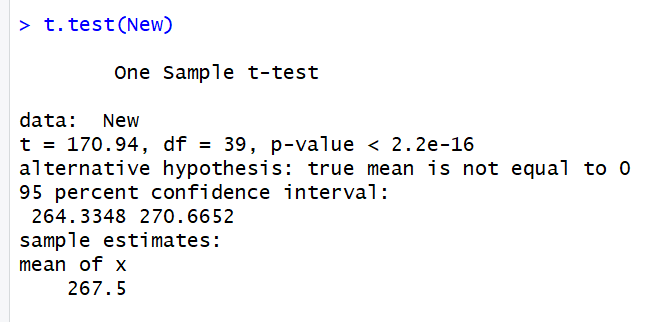 > t.test(New)
One Sample t-test
data:  New
t = 170.94, df = 39, p-value < 2.2e-16
alternative hypothesis: true mean is not equal to 0
95 percent confidence interval:
264.3348 270.6652
sample estimates:
mean of x
267.5